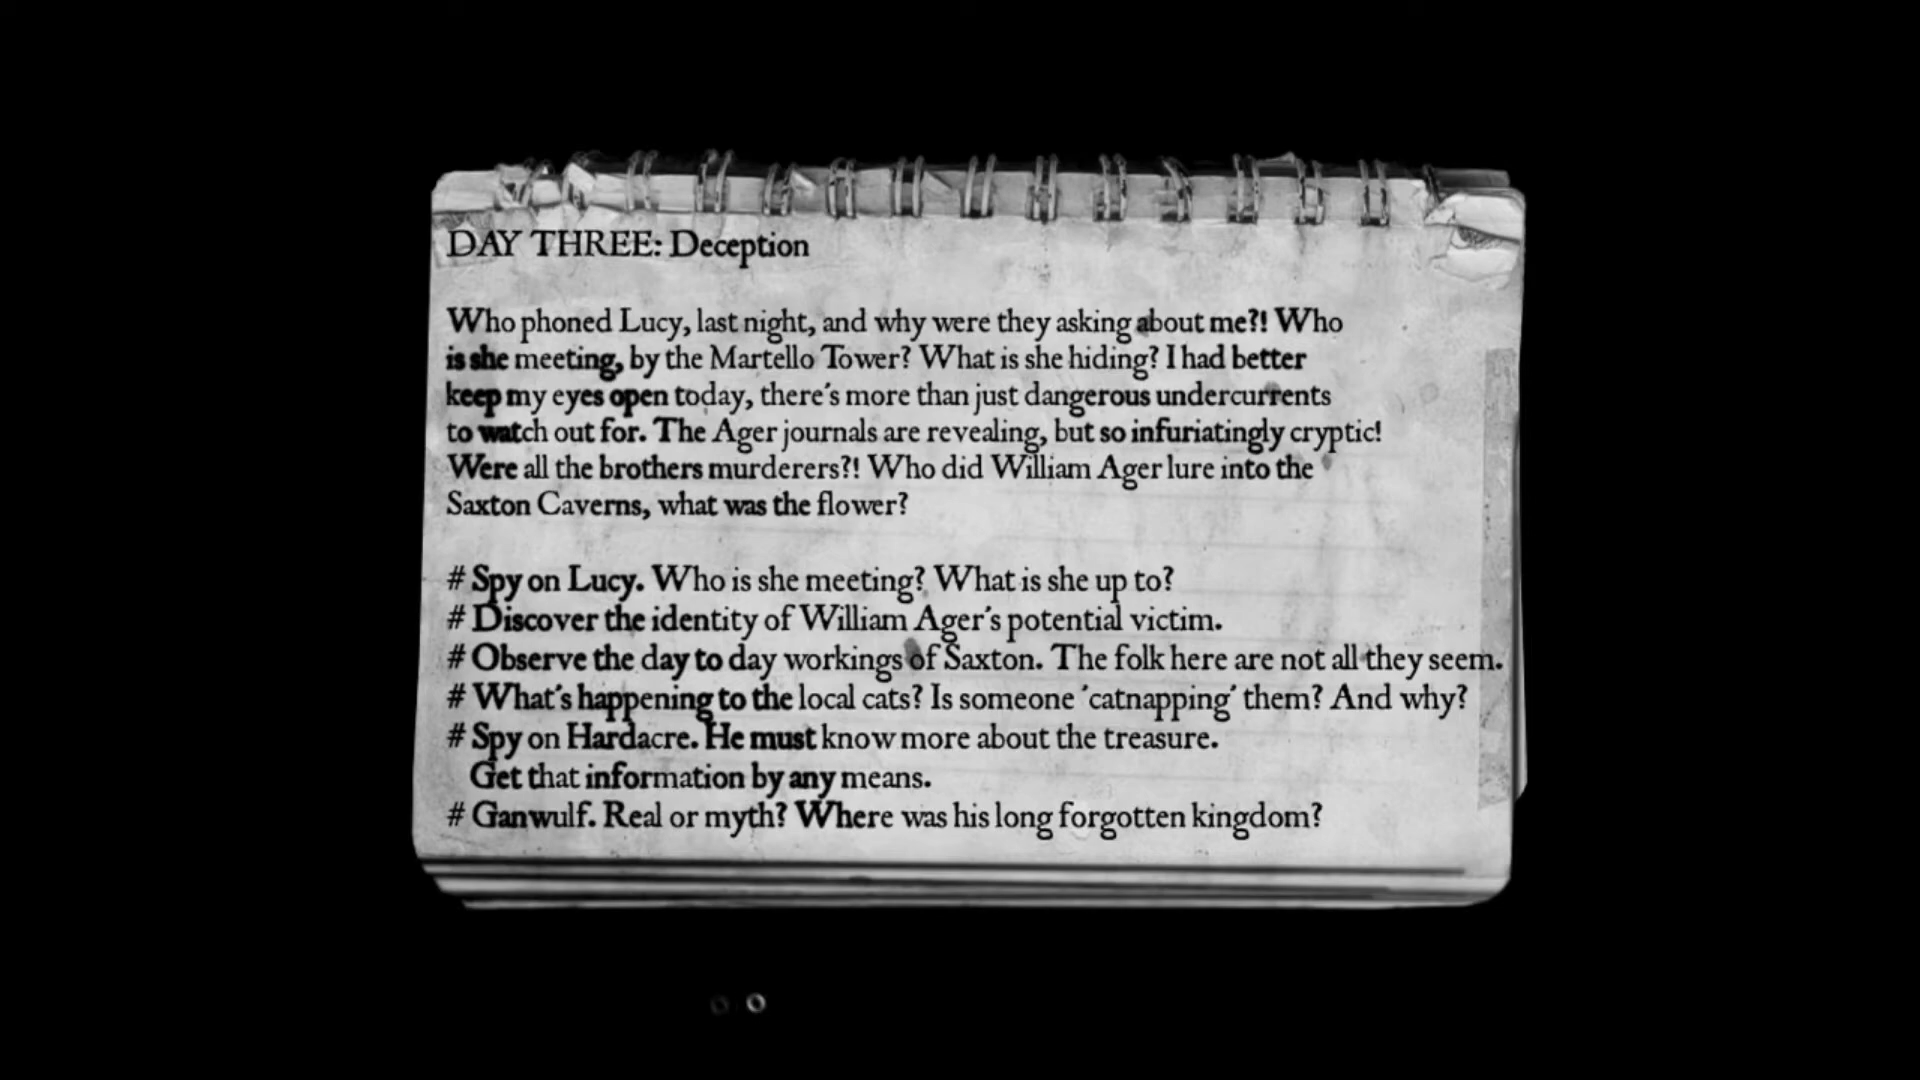 DAY THREE: Deception
Who phoned Lucy, last night, and why were they asking about me?! Who
is she meeting, by the Martello Tower? What is she hiding? I had better
keep my eyes open today, there's more than just dangerous undercurrents
to watch out for. The Ager journals are revealing, but so infuriatingly cryptic!
Were all the brothers murderers?! Who did William Ager lure into the
Saxton Caverns, what was the flower?
# Spy on Lucy. Who is she meeting? What is she up to?
# Discover the identity of William Ager's potential victim.
# Observe the day to day workings of Saxton. The folk here are not all they seem.
# What's happening to the local cats? Is someone 'catnapping' them? And why?
# Spy on Hardacre. He must know more about the treasure.
Get that information by any means.
# Ganwulf. Real or myth? Where was his long forgotten kingdom?